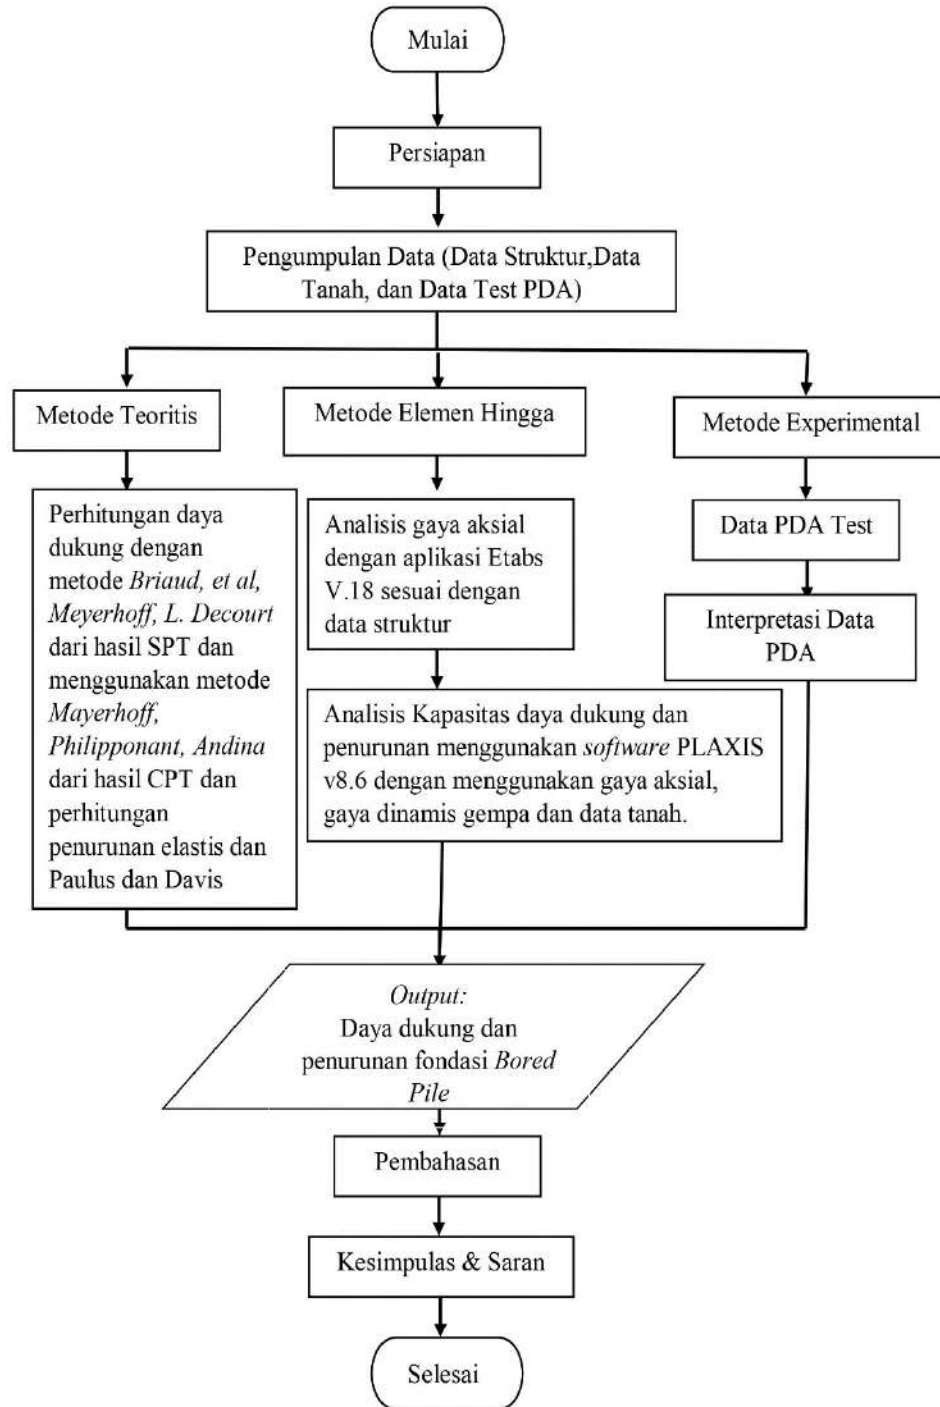 Mulai
Persiapan
Pengumpulan Data (Data Struktur,Data
Tanah, dan Data Test PDA)
Metode Teoritis
Metode Elemen Hingga
Metode Experimental
Perhitungan daya
dukung dengan
metode Briaud, et al,
Meyerhoff, L. Decourt
dari hasil SPT dan
menggunakan metode
Mayerhoff,
Philipponant, Andina
dari hasil CPT dan
perhitungan
penurunan elastis dan
Paulus dan Davis
Analisis gaya aksial
dengan aplikasi Etabs
V.18 sesuai dengan
data struktur
Analisis Kapasitas daya dukung dan
penurunan menggunakan software PLAXIS
v8.6 dengan menggunakan gaya aksial,
gaya dinamis gempa dan data tanah.
Data PDA Test
Interpretasi Data
PDA
Output:
Daya dukung dan
penurunan fondasi Bored
Pile
Pembahasan
Kesimpulas & Saran
Selesai